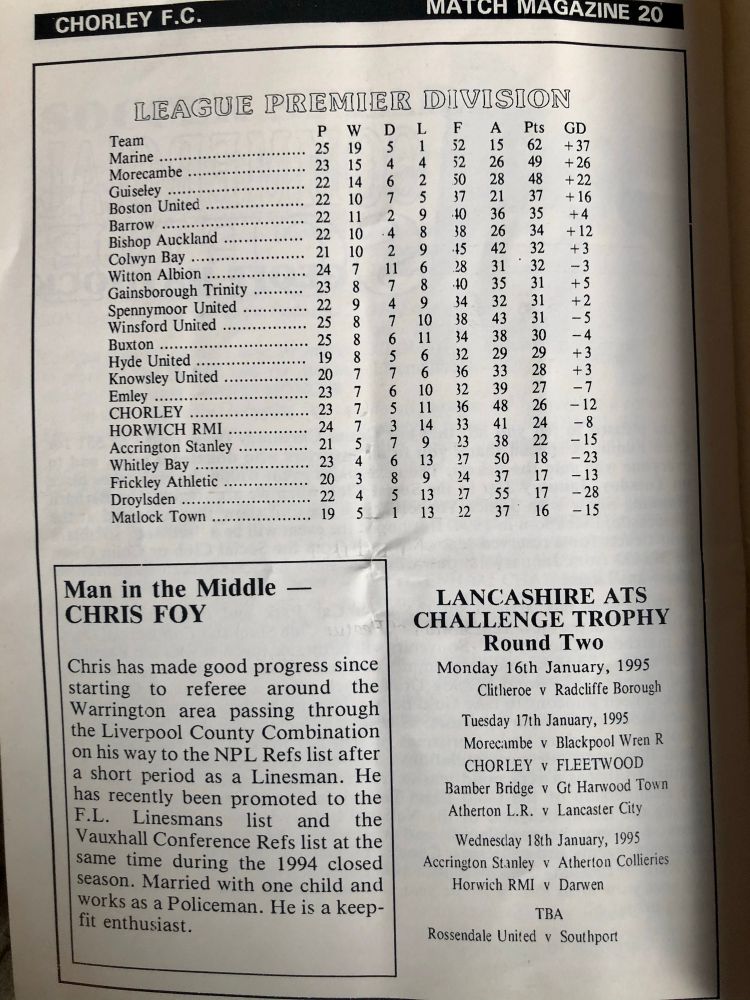 CHORLEY F.C. MATCH MAGAZINE 20
LEAGUE PREMIER DIVISION
Team P W D L F A Pts GD
Marine 25 19 5 1 52 15 62 +37
Morecambe 23 15 4 4 52 26 49 +26
Guiseley 22 14 6 2 50 28 48 +22
Boston United 22 10 7 5 37 21 37 +16
Barrow 22 11 2 9 40 36 35 +4
Bishop Auckland 22 10 4 8 38 26 34 +12
Colwyn Bay 21 10 2 9 45 42 32 +3
Witton Albion 24 7 11 6 28 31 32 −3
Gainsborough Trinity 23 8 7 8 40 35 31 +5
Spennymoor United 22 9 4 9 34 32 31 +2
Winsford United 25 8 7 10 38 43 31 −5
Buxton 25 8 6 11 34 38 30 −4
Hyde United 19 8 5 6 32 29 29 +3
Knowsley United 20 7 7 6 36 33 28 +3
Emley 23 7 6 10 32 39 27 −7
CHORLEY 23 7 5 11 36 48 26 −12
HORWICH RMI 24 7 3 14 33 41 24 −8
Accrington Stanley 21 5 7 9 23 38 22 −15
Whitley Bay 23 4 6 13 27 50 18 −23
Frickley Athletic 20 3 8 9 24 37 17 −13
Droylsden 22 4 5 13 27 55 17 −28
Matlock Town 19 5 1 13 22 37 16 −15
Man in the Middle —
CHRIS FOY
Chris has made good progress since
starting to referee around the
Warrington area passing through
the Liverpool County Combination
on his way to the NPL Refs list after
a short period as a Linesman. He
has recently been promoted to the
F.L. Linesmans list and the
Vauxhall Conference Refs list at the
same time during the 1994 closed
season. Married with one child and
works as a Policeman. He is a keep-
fit enthusiast.
LANCASHIRE ATS
CHALLENGE TROPHY
Round Two
Monday 16th January, 1995
Clitheroe v Radcliffe Borough
Tuesday 17th January, 1995
Morecambe v Blackpool Wren R
CHORLEY v FLEETWOOD
Bamber Bridge v Gt Harwood Town
Atherton L.R. v Lancaster City
Wednesday 18th January, 1995
Accrington Stanley v Atherton Collieries
Horwich RMI v Darwen
TBA
Rossendale United v Southport